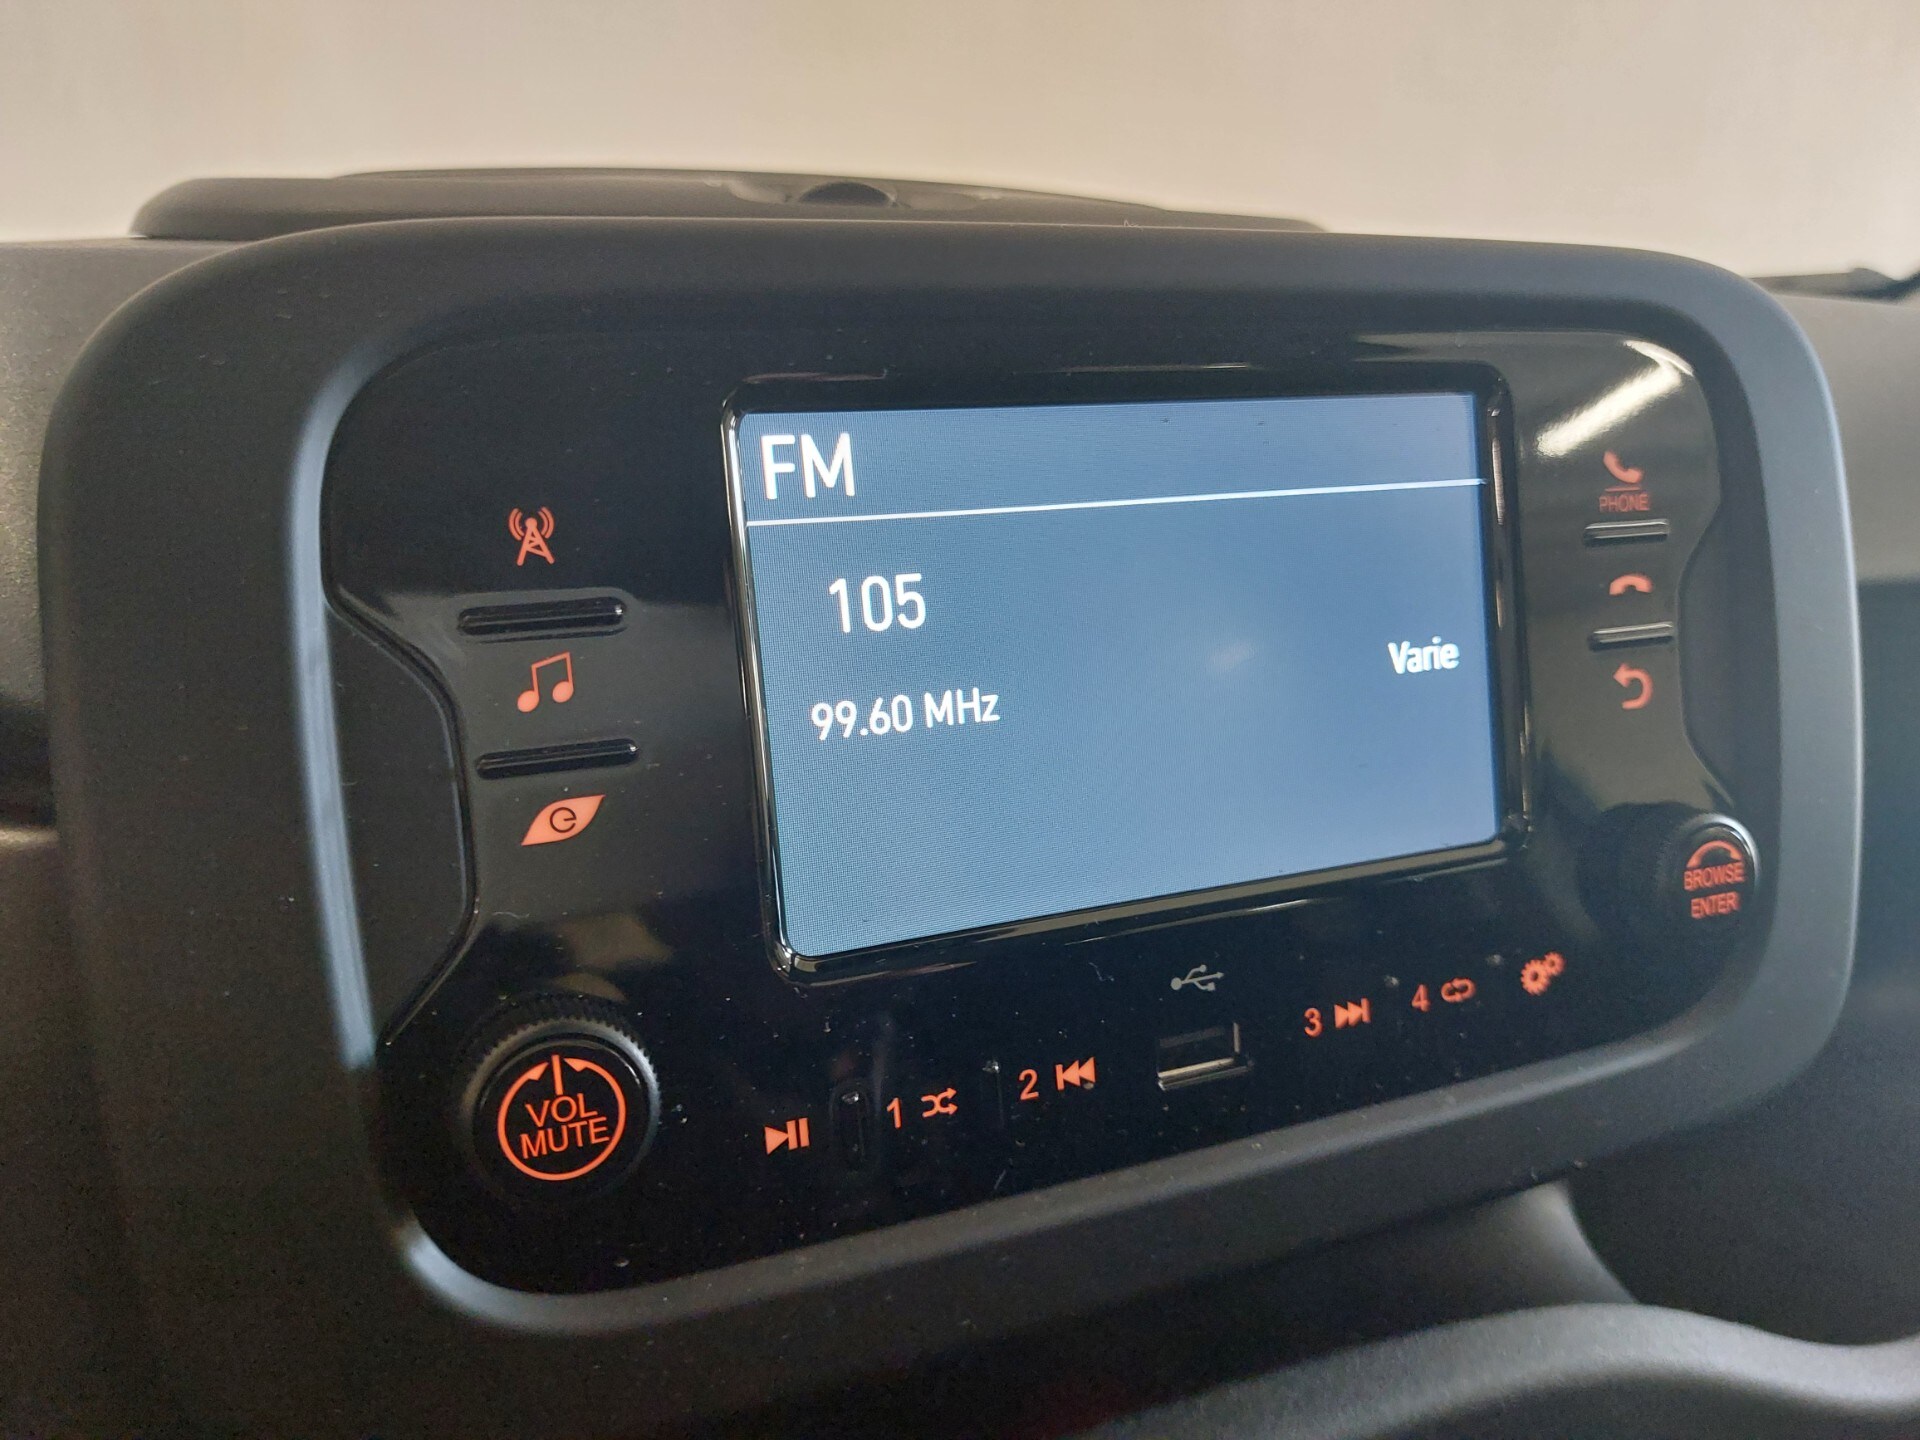 FM
105
Varie
99.60 MHz
PHONE
BROWSE
ENTER
VOL
MUTE
1
2
3
4